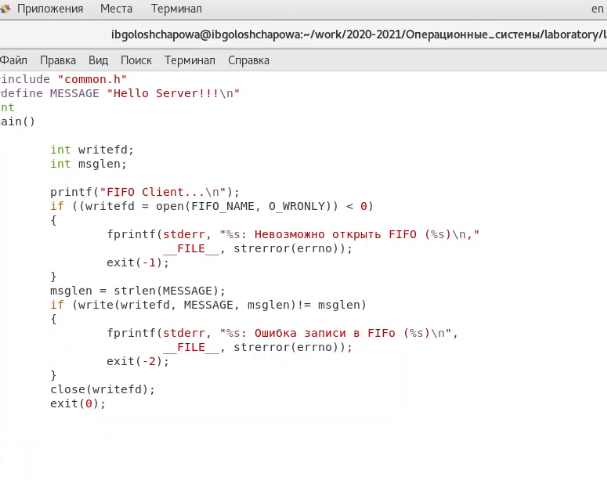 Приложения Места Терминал en
ibgoloshchapowa@ibgoloshchapowa:~/work/2020-2021/Операционные_системы/laboratory/l
Файл Правка Вид Поиск Терминал Справка
#include "common.h"
define MESSAGE "Hello Server!!!\n"
nt
ain()
int writefd;
int msglen;
printf("FIFO Client...\n");
if ((writefd = open(FIFO_NAME, O_WRONLY)) < 0)
{
fprintf(stderr, "%s: Невозможно открыть FIFO (%s)\n,"
__FILE__, strerror(errno));
exit(-1);
}
msglen = strlen(MESSAGE);
if (write(writefd, MESSAGE, msglen)!= msglen)
{
fprintf(stderr, "%s: Ошибка записи в FIFo (%s)\n",
__FILE__, strerror(errno));
exit(-2);
}
close(writefd);
exit(0);